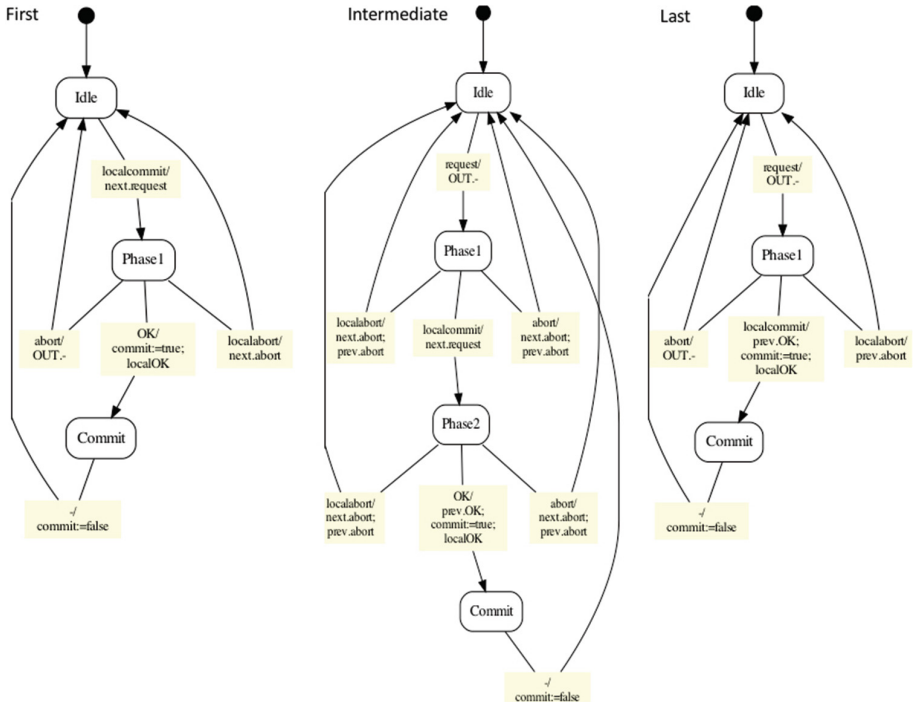 First
Idle
localcommit/
next.request
Phase1
abort/
OUT.-
OK/
commit:=true;
localOK
localabort/
next.abort
Commit
-/
commit:=false
Intermediate
Idle
request/
OUT.-
Phase1
localabort/
next.abort;
prev.abort
localcommit/
next.request
abort/
next.abort;
prev.abort
Phase2
localabort/
next.abort;
prev.abort
OK/
prev.OK;
commit:=true;
localOK
abort/
next.abort;
prev.abort
Commit
-/
commit:=false
Last
Idle
request/
OUT.-
Phase1
abort/
OUT.-
localcommit/
prev.OK;
commit:=true;
localOK
localabort/
prev.abort
Commit
-/
commit:=false